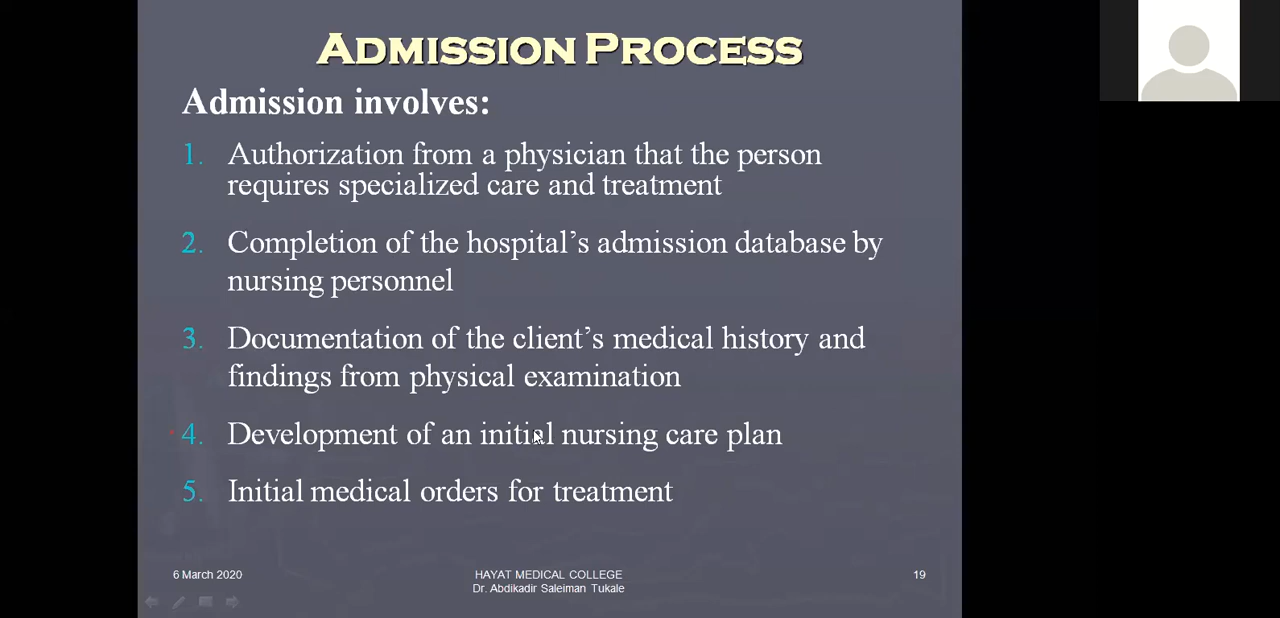 ADMISSION PROCESS
Admission involves:
1. Authorization from a physician that the person
requires specialized care and treatment
2. Completion of the hospital’s admission database by
nursing personnel
3. Documentation of the client’s medical history and
findings from physical examination
4. Development of an initial nursing care plan
5. Initial medical orders for treatment
6 March 2020
HAYAT MEDICAL COLLEGE
Dr. Abdikadir Saleiman Tukale
19